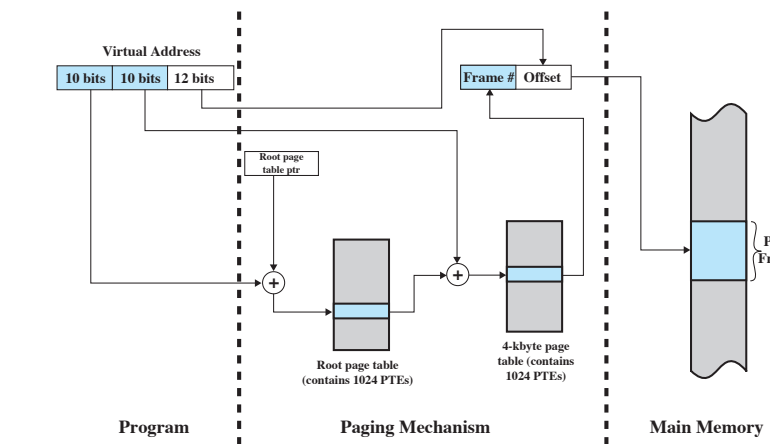 Virtual Address
10 bits
10 bits
12 bits
Frame #
Offset
Root page
table ptr
+
+
Root page table
(contains 1024 PTEs)
4-kbyte page
table (contains
1024 PTEs)
Program
Paging Mechanism
Main Memory